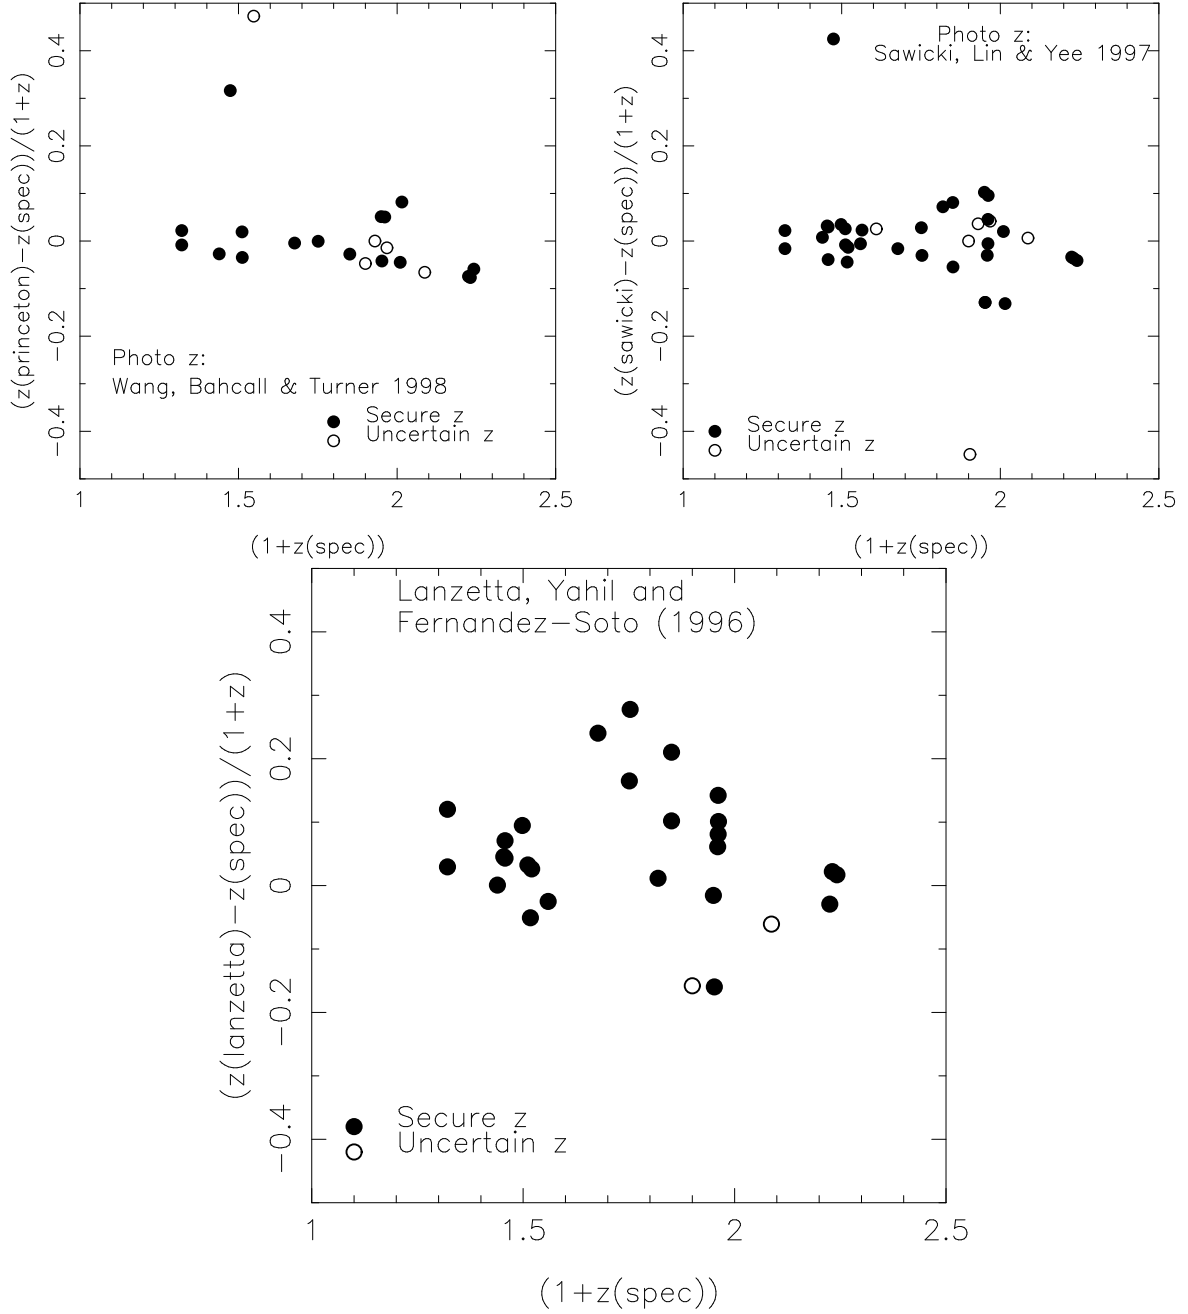 Photo z:
Wang, Bahcall & Turner 1998
Secure z
Uncertain z
(z(princeton)−z(spec))/(1+z)
0.4
0.2
0
−0.2
−0.4
1
1.5
2
2.5
(1+z(spec))
Photo z:
Sawicki, Lin & Yee 1997
Secure z
Uncertain z
(z(sawicki)−z(spec))/(1+z)
0.4
0.2
0
−0.2
−0.4
1
1.5
2
2.5
(1+z(spec))
Lanzetta, Yahil and
Fernandez−Soto (1996)
Secure z
Uncertain z
(z(lanzetta)−z(spec))/(1+z)
0.4
0.2
0
−0.2
−0.4
1
1.5
2
2.5
(1+z(spec))